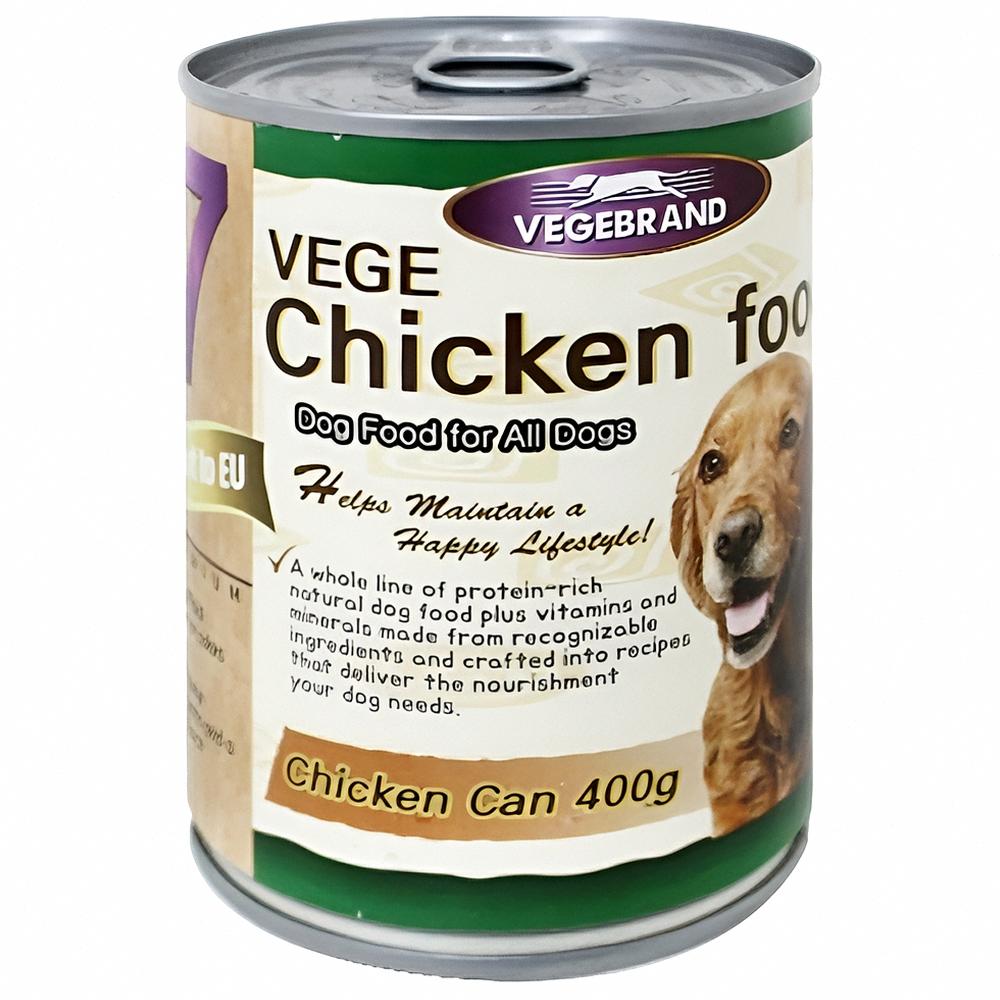 VEGEBRAND
VEGE
Chicken foo
Dog Food for All Dogs
Helps Maintain a
Happy Lifestyle!
A whole line of protein-rich
natural dog food plus vitamins and
minerals made from recognizable
ingredients and crafted into recipes
that deliver the nourishment
your dog needs.
Chicken Can 400g
7
to EU